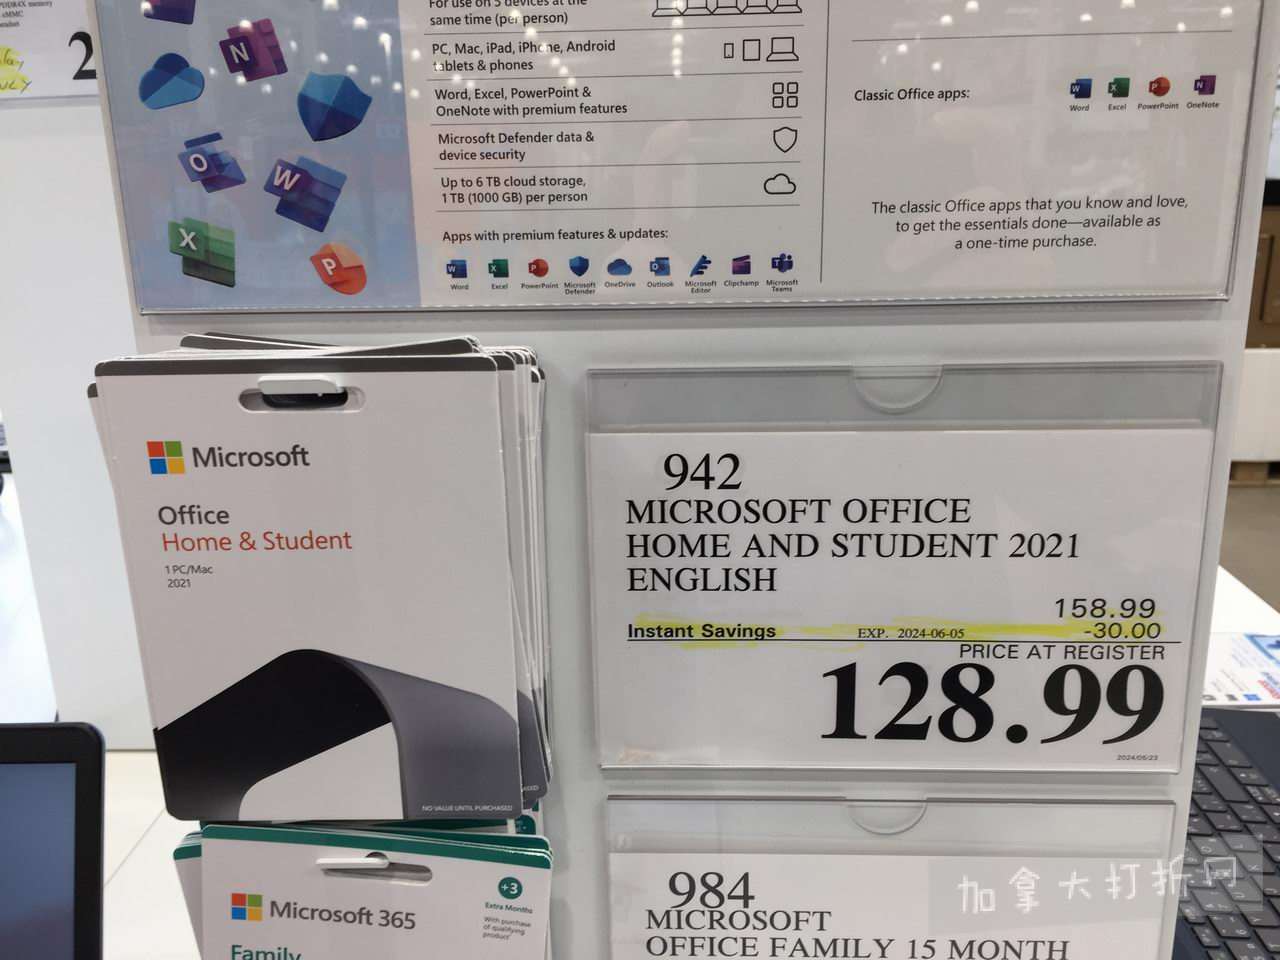 DDR4X memory
eMMC
2
For use on 5 devices at the
same time (per person)
PC, Mac, iPad, iPhone, Android
tablets & phones
Word, Excel, PowerPoint &
OneNote with premium features
Microsoft Defender data &
device security
Up to 6 TB cloud storage,
1 TB (1000 GB) per person
Apps with premium features & updates:
Word Excel PowerPoint Microsoft Defender OneDrive Outlook Microsoft Editor Clipchamp Microsoft Teams
Classic Office apps:
Word Excel PowerPoint OneNote
The classic Office apps that you know and love,
to get the essentials done—available as
a one-time purchase.
Microsoft
Office
Home & Student
1 PC/Mac
2021
NO VALUE UNTIL PURCHASED
942
MICROSOFT OFFICE
HOME AND STUDENT 2021
ENGLISH
158.99
Instant Savings EXP. 2024-06-05 -30.00
PRICE AT REGISTER
128.99
2024/05/23
Microsoft 365
Family
+3
Extra Months
With purchase
of qualifying
product
984
MICROSOFT
OFFICE FAMILY 15 MONTH
加拿大打折网